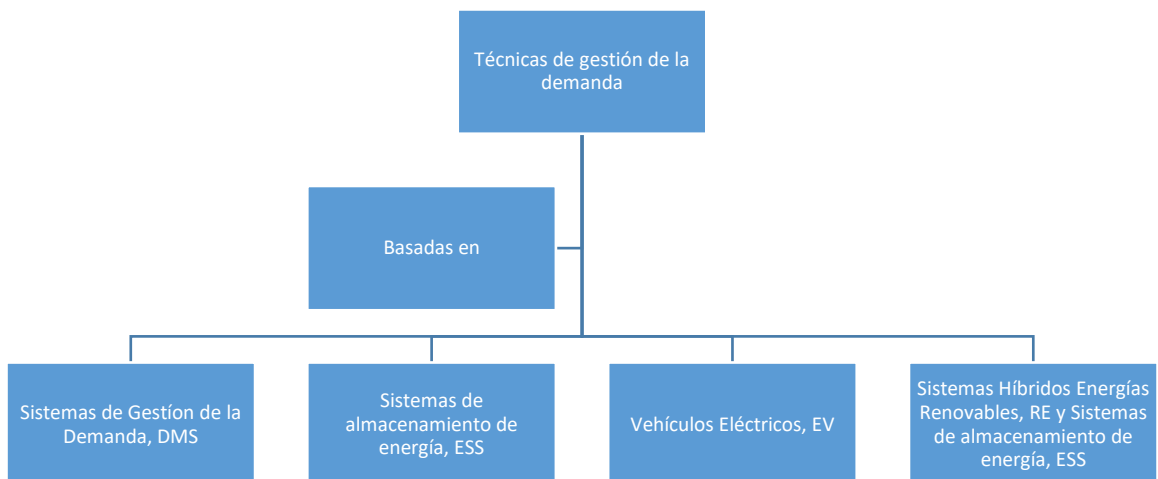 Técnicas de gestión de la
demanda
Basadas en
Sistemas de Gestíon de la
Demanda, DMS
Sistemas de
almacenamiento de
energía, ESS
Vehículos Eléctricos, EV
Sistemas Híbridos Energías
Renovables, RE y Sistemas
de almacenamiento de
energía, ESS